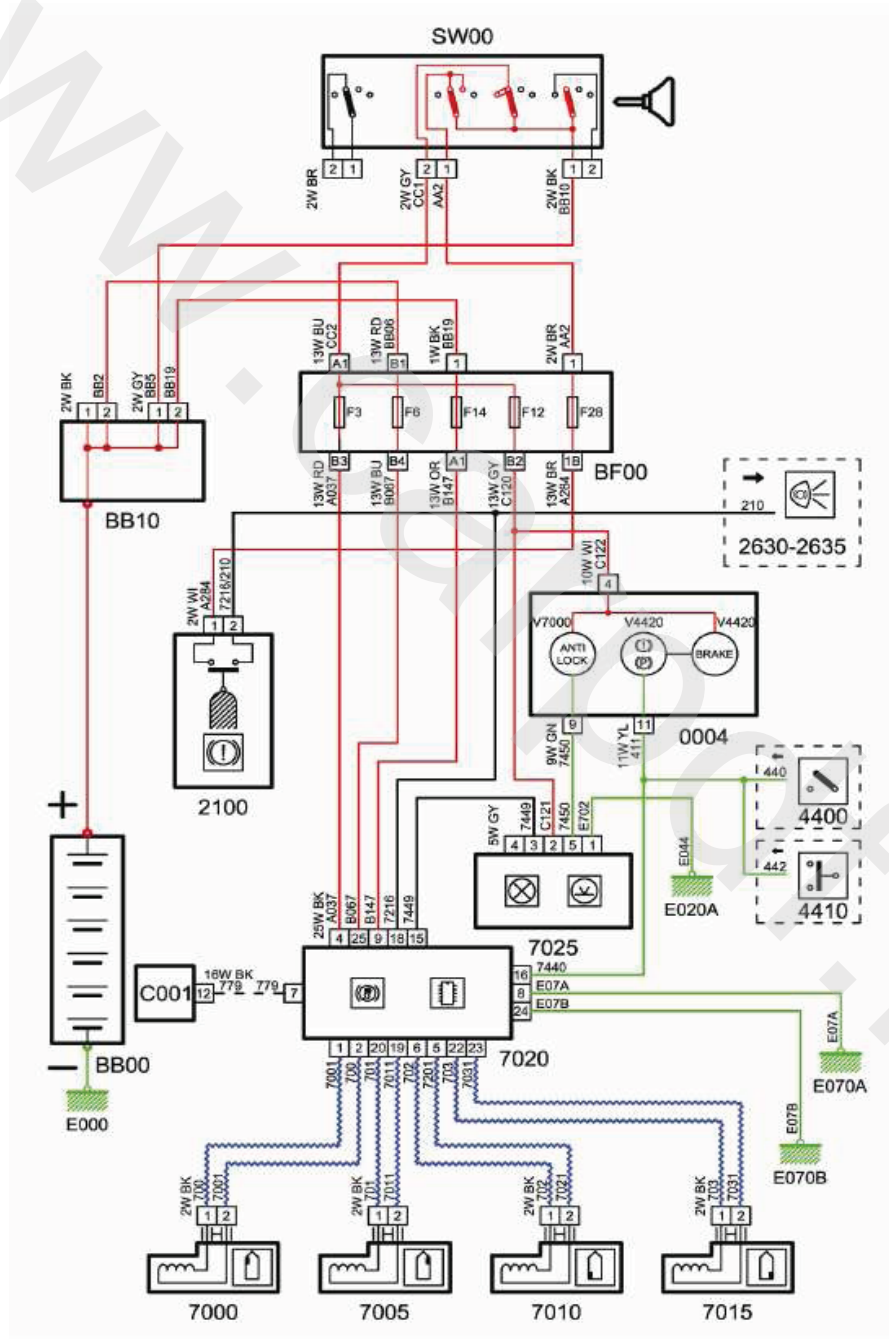 SW00
2 1 2 1 1 2
2W BR
2W GY
CC1
AA2
2W BK
BB10
13W BU
CC2
13W RD
BB06
1W BK
BB19
2W BR
AA2
A1 B1 1 1
2W BK
BB2
2W GY
BB5
BB19
1 2 1 2
F3 F6 F14 F12 F28
B3 B4 A1 B2 1B
BF00
BB10
13W RD
A037
13W BU
B067
13W OR
B147
13W GY
C120
13W BR
A284
210
2630-2635
2W WI
A284
7216/210
1 2
10W WI
C122
4
V7000 V4420 V4420
ANTI
LOCK
(!)
(P)
BRAKE
(!)
9 11
0004
9W GN
7450
11W YL
411
2100
440
4400
442
4410
5W GY
7449
C121
7450
E702
4 3 2 5 1
E044
E020A
7025
+
25W BK
A037
B067
B147
7216
7449
4 25 9 18 15
16 7440
8 E07A
24 E07B
C001 12
16W BK
779 779
7
7020
1 2 20 19 6 5 22 23
7001
700
701
7011
702
7201
703
7031
E07A
E070A
E07B
E070B
−
BB00
E000
2W BK
700
7001
1 2
2W BK
701
7011
1 2
2W BK
702
7021
1 2
2W BK
703
7031
1 2
7000 7005 7010 7015